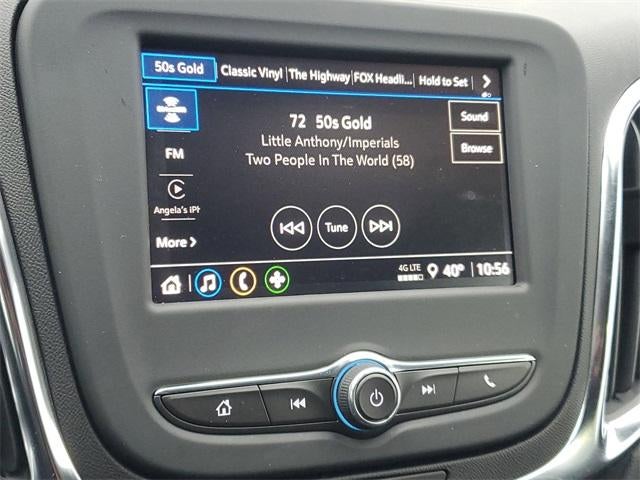 50s Gold Classic Vinyl The Highway FOX Headli... Hold to Set
72 50s Gold
Little Anthony/Imperials
Two People In The World (58)
Sound
Browse
FM
Angela's iPh
More
Tune
4G LTE 40° 10:56